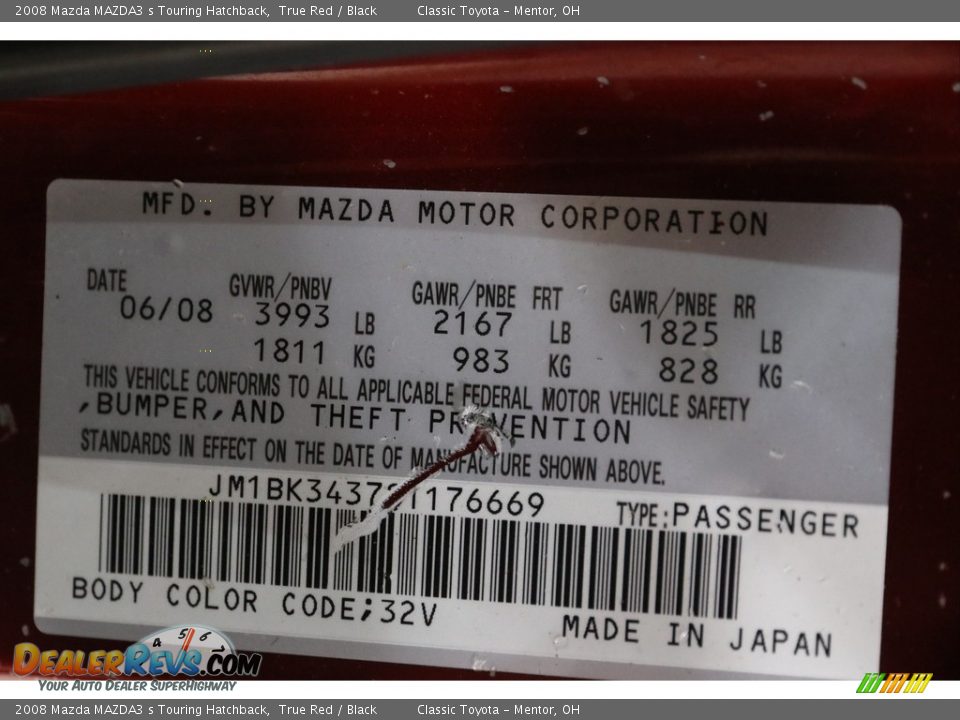 2008 Mazda MAZDA3 s Touring Hatchback, True Red / Black Classic Toyota – Mentor, OH
MFD. BY MAZDA MOTOR CORPORATION
DATE GVWR/PNBV GAWR/PNBE FRT GAWR/PNBE RR
06/08 3993 LB 2167 LB 1825 LB
1811 KG 983 KG 828 KG
THIS VEHICLE CONFORMS TO ALL APPLICABLE FEDERAL MOTOR VEHICLE SAFETY
,BUMPER,AND THEFT PREVENTION
STANDARDS IN EFFECT ON THE DATE OF MANUFACTURE SHOWN ABOVE.
TYPE:PASSENGER
BODY COLOR CODE;32V
MADE IN JAPAN
4 5 6
DEALERREVS.COM
YOUR AUTO DEALER SUPERHIGHWAY
2008 Mazda MAZDA3 s Touring Hatchback, True Red / Black Classic Toyota – Mentor, OH